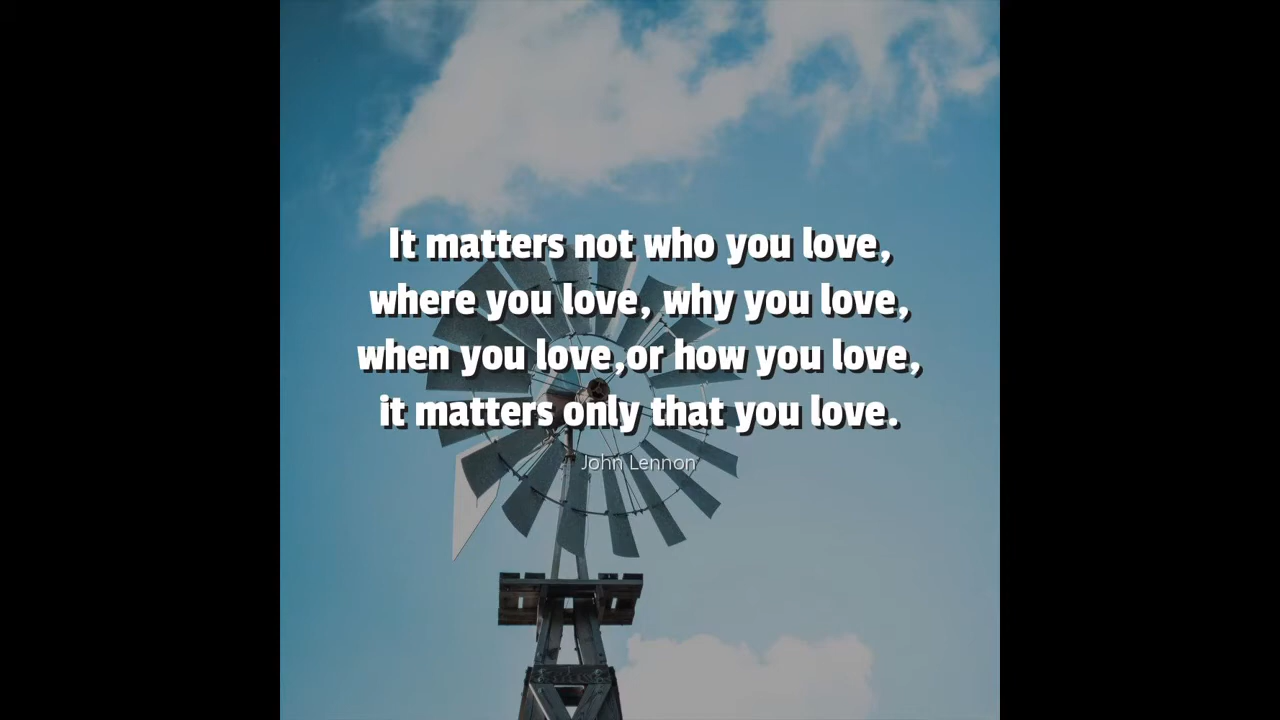 It matters not who you love,
where you love, why you love,
when you love,or how you love,
it matters only that you love.
John Lennon